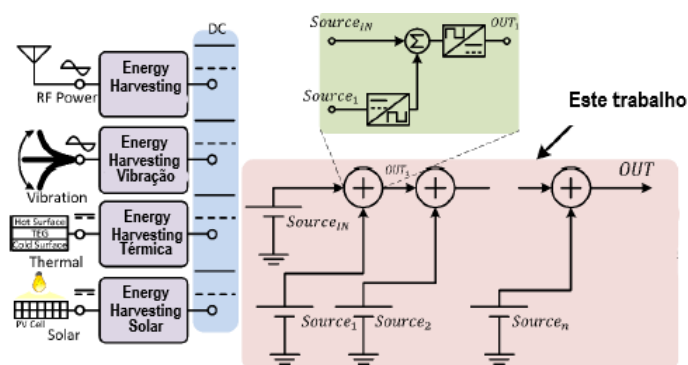 DC
RF Power
Energy
Harvesting
Vibration
Energy
Harvesting
Vibração
Hot Surface
TEG
Cold Surface
Thermal
Energy
Harvesting
Térmica
PV Cell
Solar
Energy
Harvesting
Solar
Source_IN
Σ
OUT_1
Source_1
Este trabalho
OUT_1
OUT
Source_IN
Source_1
Source_2
Source_n